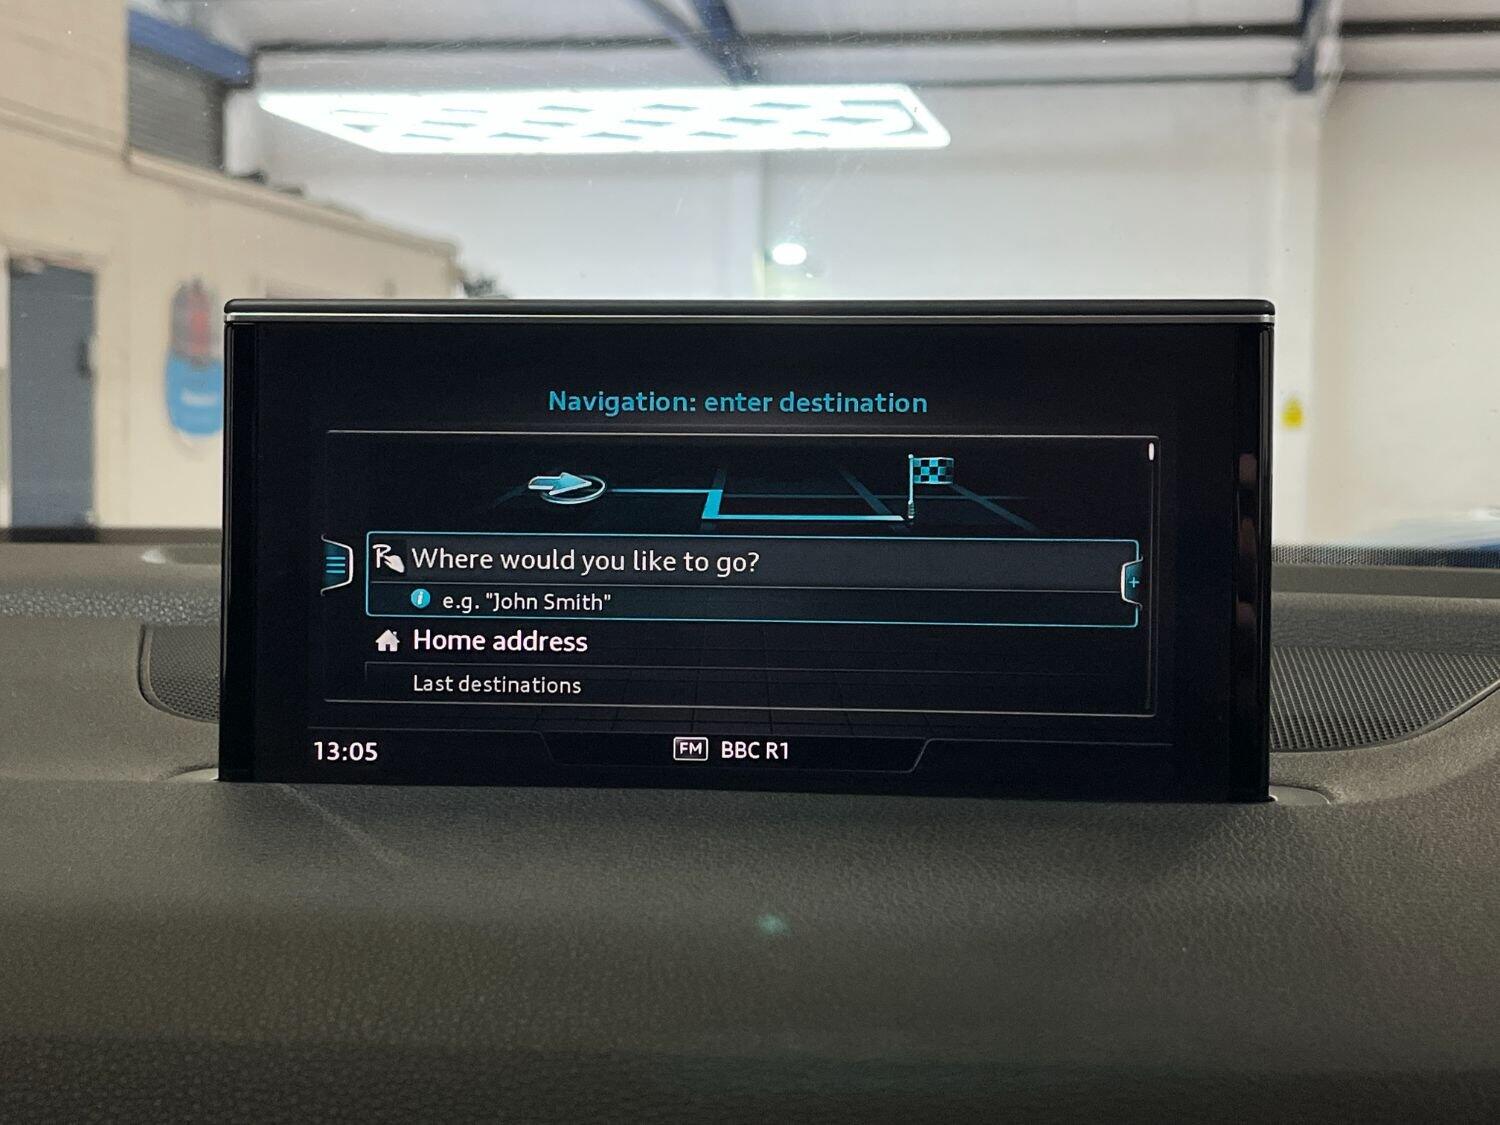 Navigation: enter destination
Where would you like to go?
i e.g. "John Smith"
Home address
Last destinations
13:05 FM BBC R1